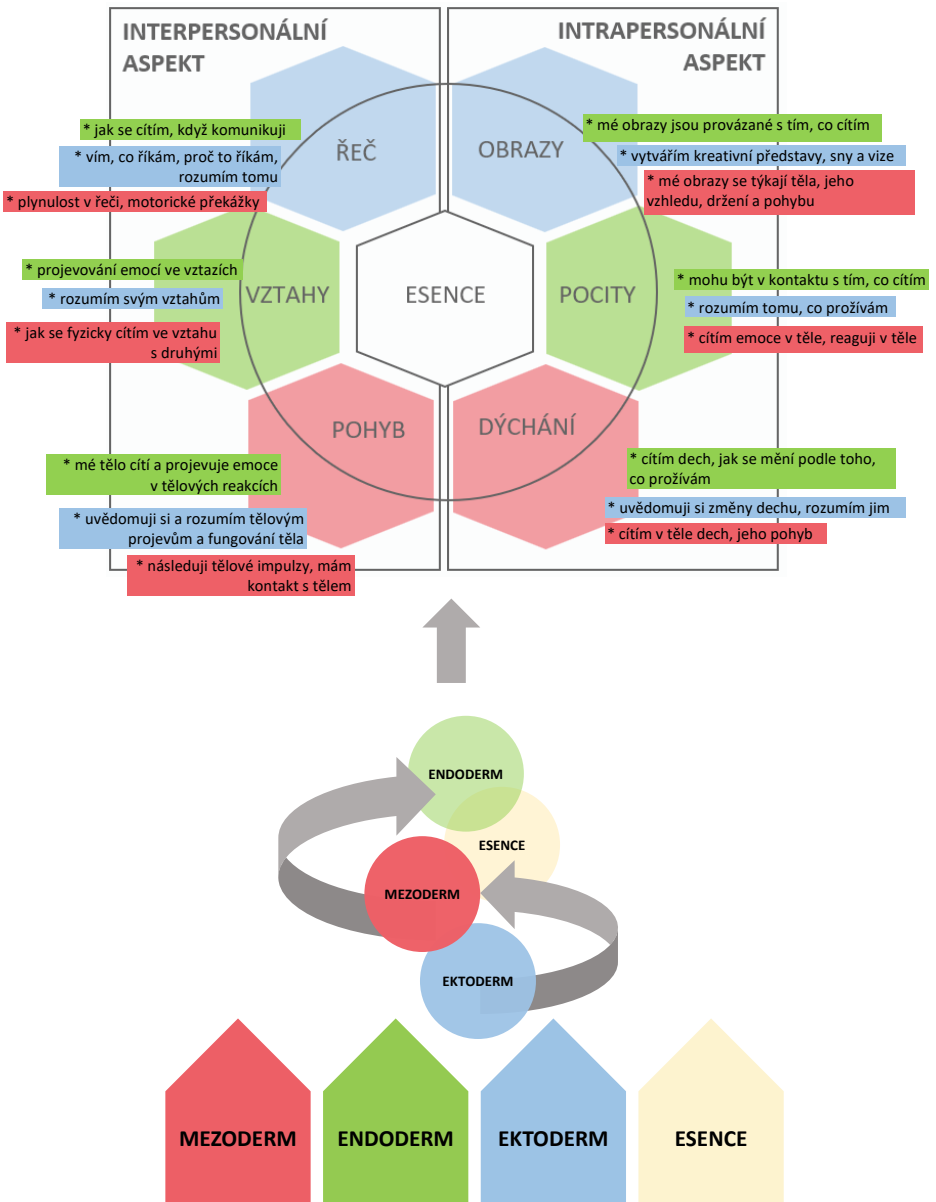 INTERPERSONÁLNÍ
ASPEKT
INTRAPERSONÁLNÍ
ASPEKT
ŘEČ
* jak se cítím, když komunikuji
* vím, co říkám, proč to říkám,
rozumím tomu
* plynulost v řeči, motorické překážky
OBRAZY
* mé obrazy jsou provázané s tím, co cítím
* vytvářím kreativní představy, sny a vize
* mé obrazy se týkají těla, jeho
vzhledu, držení a pohybu
VZTAHY
* projevování emocí ve vztazích
* rozumím svým vztahům
* jak se fyzicky cítím ve vztahu
s druhými
ESENCE
POCITY
* mohu být v kontaktu s tím, co cítím
* rozumím tomu, co prožívám
* cítím emoce v těle, reaguji v těle
POHYB
* mé tělo cítí a projevuje emoce
v tělových reakcích
* uvědomuji si a rozumím tělovým
projevům a fungování těla
* následuji tělové impulzy, mám
kontakt s tělem
DÝCHÁNÍ
* cítím dech, jak se mění podle toho,
co prožívám
* uvědomuji si změny dechu, rozumím jim
* cítím v těle dech, jeho pohyb
ENDODERM
ESENCE
MEZODERM
EKTODERM
MEZODERM
ENDODERM
EKTODERM
ESENCE